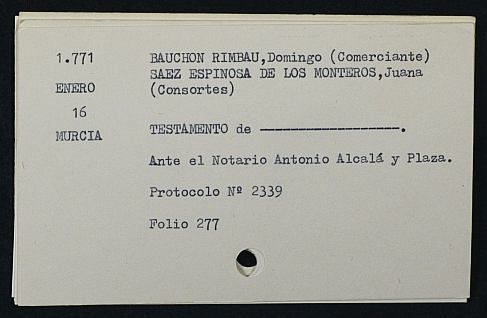 1.771
ENERO
16
MURCIA
BAUCHON RIMBAU,Domingo (Comerciante)
SAEZ ESPINOSA DE LOS MONTEROS,Juana
(Consortes)
TESTAMENTO de ------------------.
Ante el Notario Antonio Alcalá y Plaza.
Protocolo Nº 2339
Folio 277